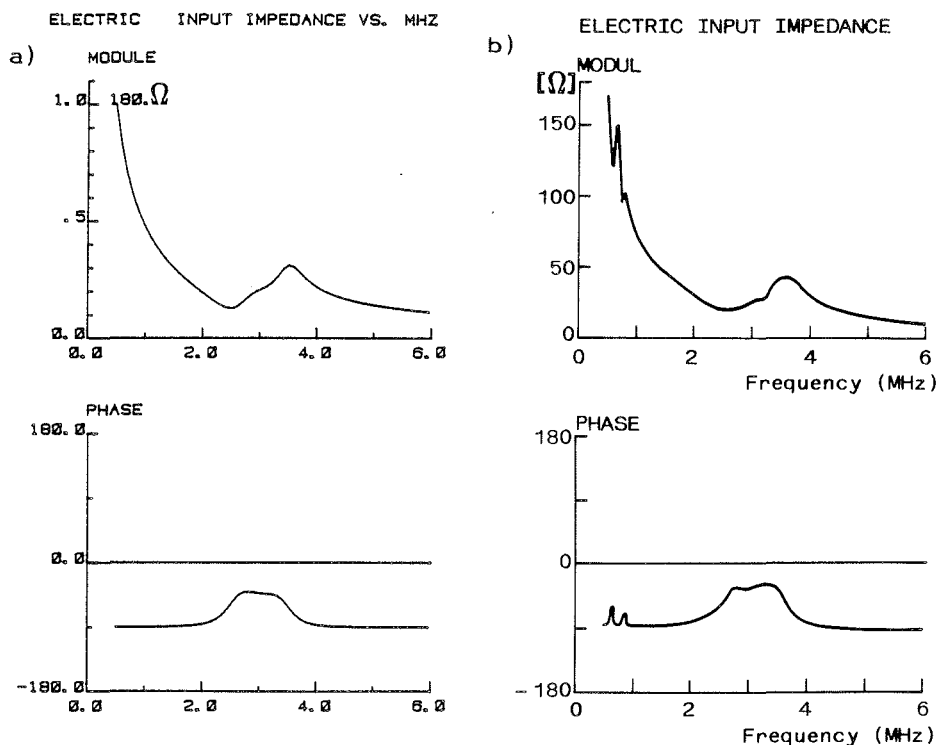 ELECTRIC INPUT IMPEDANCE VS. MHZ
a)
MODULE
1.0
180.Ω
.5
0.0
0.0 2.0 4.0 6.0
PHASE
180.0
0.0
-180.0
0.0 2.0 4.0 6.0
b)
ELECTRIC INPUT IMPEDANCE
MODUL
[Ω]
150
100
50
0
0 2 4 6
Frequency (MHz)
PHASE
180
0
-180
0 2 4 6
Frequency (MHz)